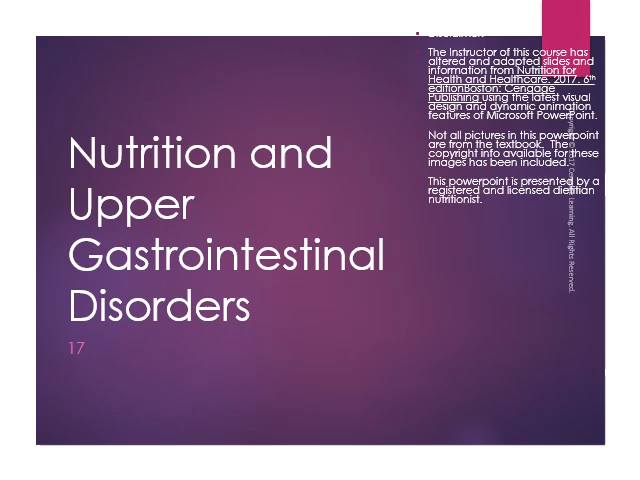 Nutrition and
Upper
Gastrointestinal
Disorders
17
The Instructor of this course has
altered and adapted slides and
information from Nutrition for
Health and Healthcare. 2017. 6th
editionBoston: Cengage
Publishing using the latest visual
design and dynamic animation
features of Microsoft PowerPoint.
Not all pictures in this powerpoint
are from the textbook. The
copyright info available for these
images has been included.
This powerpoint is presented by a
registered and licensed dietitian
nutritionist.
Learning. All Rights Reserved.